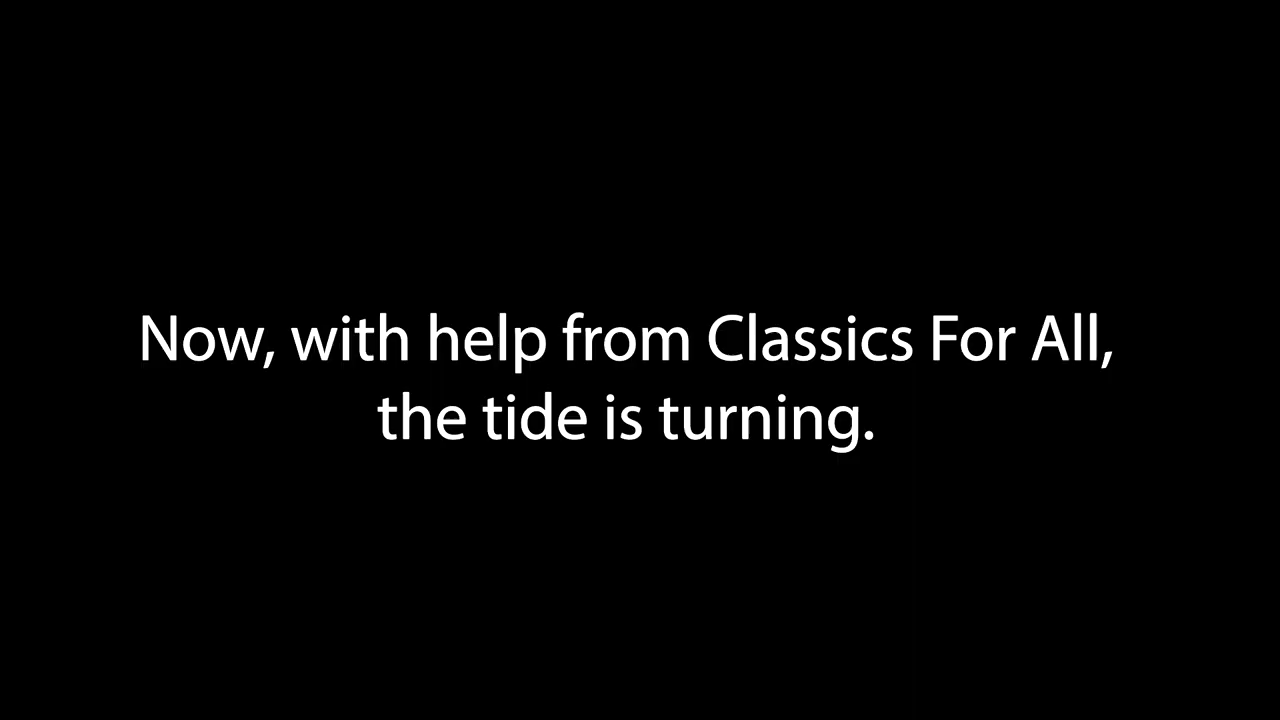 Now, with help from Classics For All,
the tide is turning.